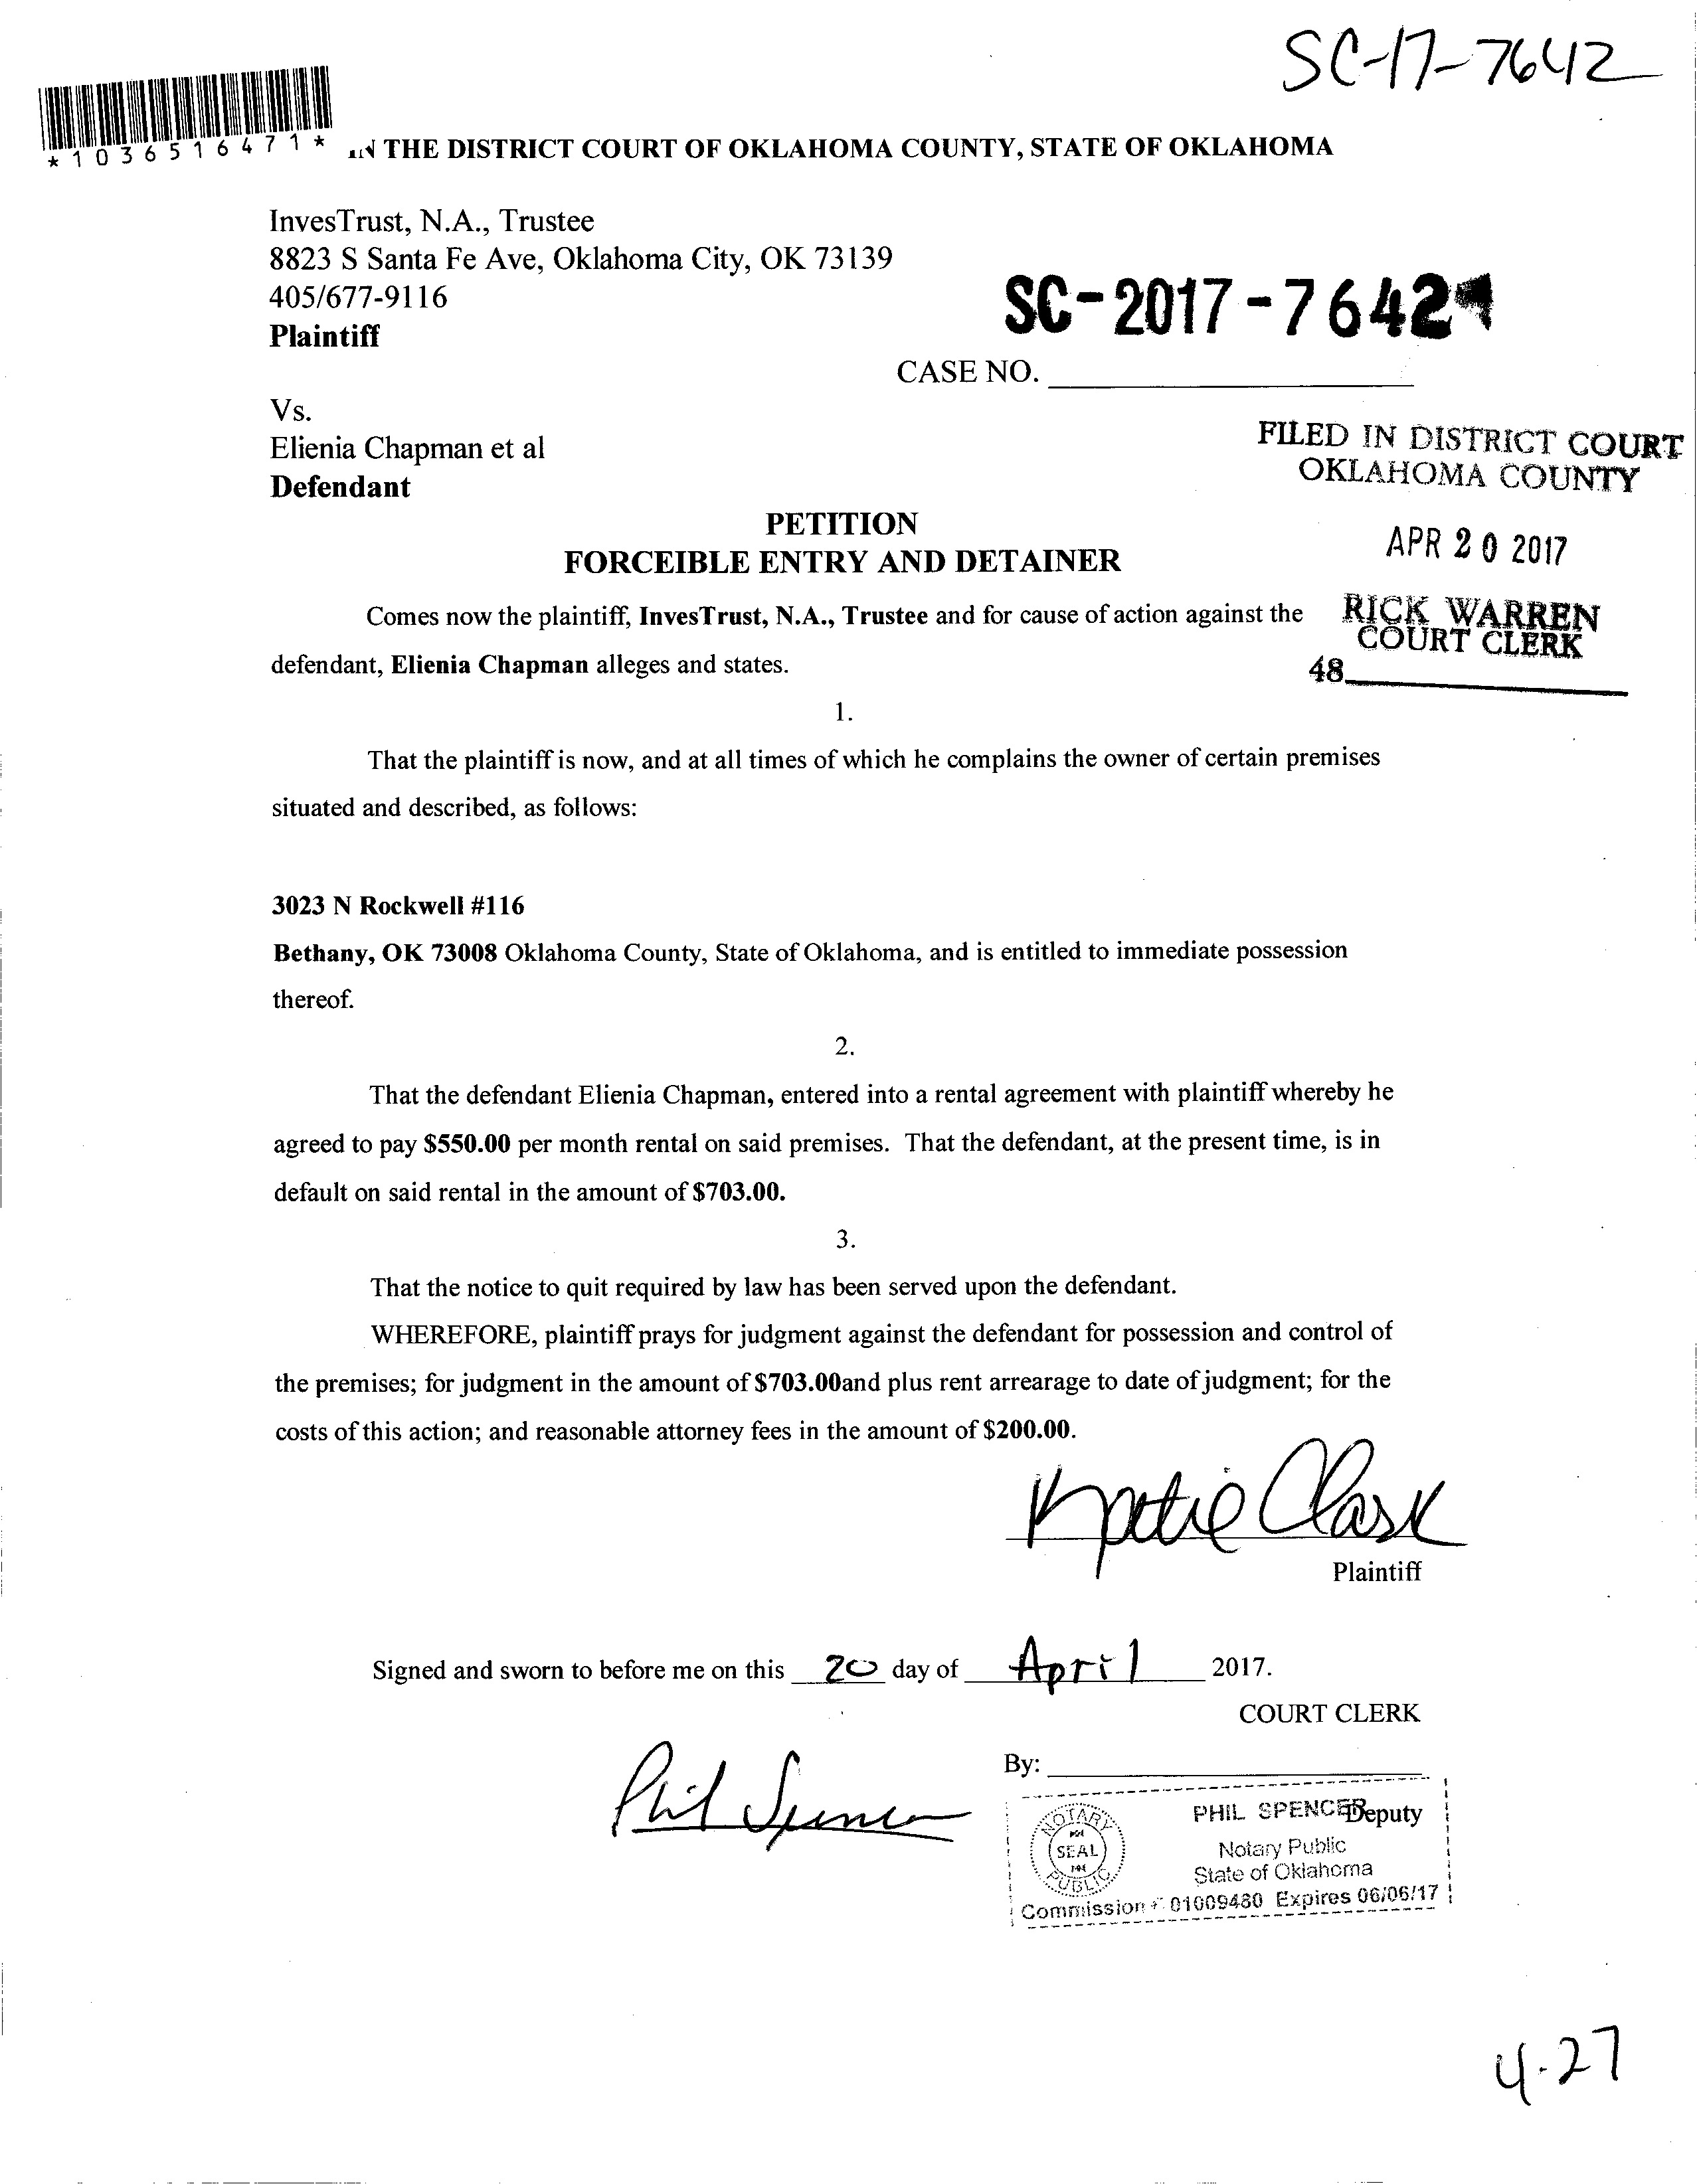 SC-17-7642
*1036516471*
IN THE DISTRICT COURT OF OKLAHOMA COUNTY, STATE OF OKLAHOMA
InvesTrust, N.A., Trustee
8823 S Santa Fe Ave, Oklahoma City, OK 73139
405/677-9116
Plaintiff
SC-2017-7642
CASE NO.
Vs.
Elienia Chapman et al
Defendant
FILED IN DISTRICT COURT
OKLAHOMA COUNTY
PETITION
FORCEIBLE ENTRY AND DETAINER
APR 20 2017
RICK WARREN
COURT CLERK
48
Comes now the plaintiff, InvesTrust, N.A., Trustee and for cause of action against the
defendant, Elienia Chapman alleges and states.
1.
That the plaintiff is now, and at all times of which he complains the owner of certain premises
situated and described, as follows:
3023 N Rockwell #116
Bethany, OK 73008 Oklahoma County, State of Oklahoma, and is entitled to immediate possession
thereof.
2.
That the defendant Elienia Chapman, entered into a rental agreement with plaintiff whereby he
agreed to pay $550.00 per month rental on said premises. That the defendant, at the present time, is in
default on said rental in the amount of $703.00.
3.
That the notice to quit required by law has been served upon the defendant.
WHEREFORE, plaintiff prays for judgment against the defendant for possession and control of
the premises; for judgment in the amount of $703.00and plus rent arrearage to date of judgment; for the
costs of this action; and reasonable attorney fees in the amount of $200.00.
Katie Clark
Plaintiff
Signed and sworn to before me on this 20 day of April 2017.
COURT CLERK
By:
Phil Spencer
PHIL SPENCER Deputy
NOTARY
SEAL
PUBLIC
Notary Public
State of Oklahoma
Commission # 01009480 Expires 06/06/17
4-27